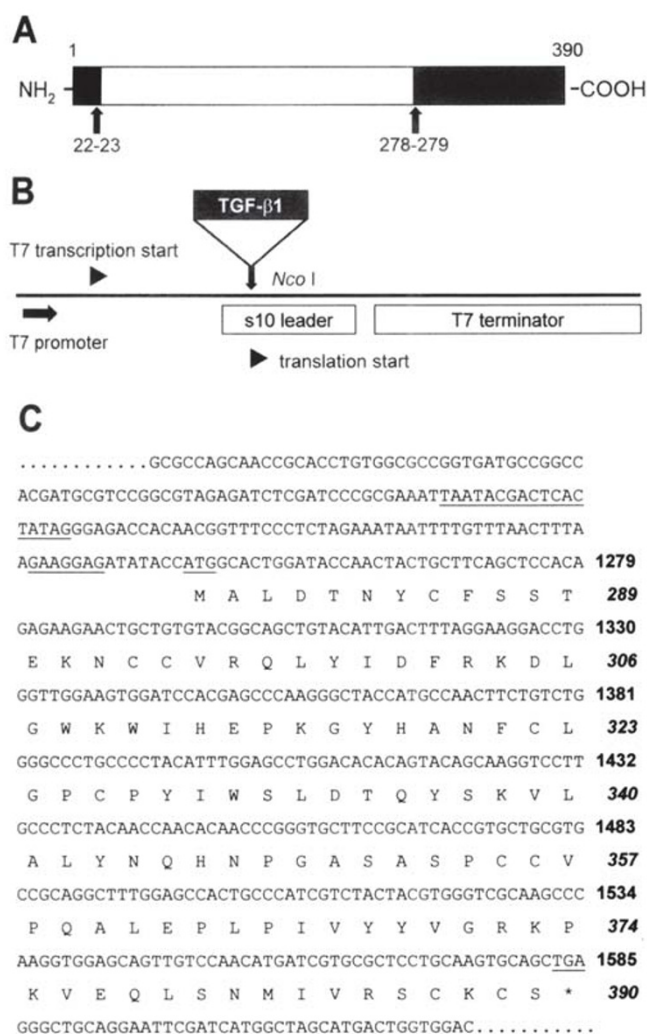 A
1 390
NH2 -COOH
22-23 278-279
B
TGF-β1
T7 transcription start
Nco I
s10 leader T7 terminator
T7 promoter
translation start
C
............GCGCCAGCAACCGCACCTGTGGCGCCGGTGATGCCGGCC
ACGATGCGTCCGGCGTAGAGATCTCGATCCCGCGAAATTAATACGACTCAC
TATAGGGAGACCACAACGGTTTCCCTCTAGAAATAATTTTGTTTAACTTTA
AGAAGGAGATATACCATGGCACTGGATACCAACTACTGCTTCAGCTCCACA 1279
M A L D T N Y C F S S T 289
GAGAAGAACTGCTGTGTACGGCAGCTGTACATTGACTTTAGGAAGGACCTG 1330
E K N C C V R Q L Y I D F R K D L 306
GGTTGGAAGTGGATCCACGAGCCCAAGGGCTACCATGCCAACTTCTGTCTG 1381
G W K W I H E P K G Y H A N F C L 323
GGGCCCTGCCCCTACATTTGGAGCCTGGACACACAGTACAGCAAGGTCCTT 1432
G P C P Y I W S L D T Q Y S K V L 340
GCCCTCTACAACCAACACAACCCGGGTGCTTCCGCATCACCGTGCTGCGTG 1483
A L Y N Q H N P G A S A S P C C V 357
CCGCAGGCTTTGGAGCCACTGCCCATCGTCTACTACGTGGGTCGCAAGCCC 1534
P Q A L E P L P I V Y Y V G R K P 374
AAGGTGGAGCAGTTGTCCAACATGATCGTGCGCTCCTGCAAGTGCAGCTGA 1585
K V E Q L S N M I V R S C K C S * 390
GGGCTGCAGGAATTCGATCATGGCTAGCATGACTGGTGGAC...........